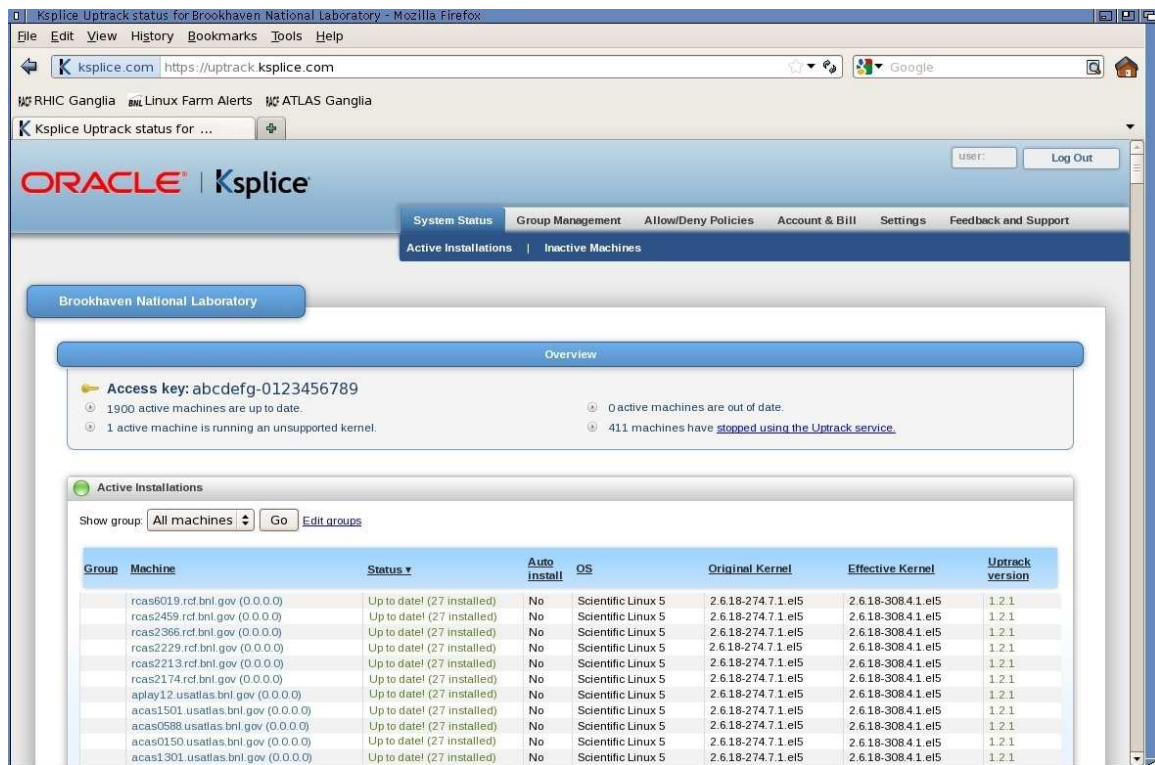 Ksplice Uptrack status for Brookhaven National Laboratory - Mozilla Firefox
File Edit View History Bookmarks Tools Help
ksplice.com https://uptrack.ksplice.com Google
RHIC Ganglia BNL Linux Farm Alerts ATLAS Ganglia
Ksplice Uptrack status for ...
user: Log Out
ORACLE | Ksplice
System Status Group Management Allow/Deny Policies Account & Bill Settings Feedback and Support
Active Installations | Inactive Machines
Brookhaven National Laboratory
Overview
Access key: abcdefg-0123456789
1900 active machines are up to date. 0 active machines are out of date.
1 active machine is running an unsupported kernel. 411 machines have stopped using the Uptrack service.
Active Installations
Show group: All machines Go Edit groups
Group Machine Status ▾ Auto install OS Original Kernel Effective Kernel Uptrack version
rcas6019.rcf.bnl.gov (0.0.0.0) Up to date! (27 installed) No Scientific Linux 5 2.6.18-274.7.1.el5 2.6.18-308.4.1.el5 1.2.1
rcas2459.rcf.bnl.gov (0.0.0.0) Up to date! (27 installed) No Scientific Linux 5 2.6.18-274.7.1.el5 2.6.18-308.4.1.el5 1.2.1
rcas2366.rcf.bnl.gov (0.0.0.0) Up to date! (27 installed) No Scientific Linux 5 2.6.18-274.7.1.el5 2.6.18-308.4.1.el5 1.2.1
rcas2229.rcf.bnl.gov (0.0.0.0) Up to date! (27 installed) No Scientific Linux 5 2.6.18-274.7.1.el5 2.6.18-308.4.1.el5 1.2.1
rcas2213.rcf.bnl.gov (0.0.0.0) Up to date! (27 installed) No Scientific Linux 5 2.6.18-274.7.1.el5 2.6.18-308.4.1.el5 1.2.1
rcas2174.rcf.bnl.gov (0.0.0.0) Up to date! (27 installed) No Scientific Linux 5 2.6.18-274.7.1.el5 2.6.18-308.4.1.el5 1.2.1
aplay12.usatlas.bnl.gov (0.0.0.0) Up to date! (27 installed) No Scientific Linux 5 2.6.18-274.7.1.el5 2.6.18-308.4.1.el5 1.2.1
acas1501.usatlas.bnl.gov (0.0.0.0) Up to date! (27 installed) No Scientific Linux 5 2.6.18-274.7.1.el5 2.6.18-308.4.1.el5 1.2.1
acas0588.usatlas.bnl.gov (0.0.0.0) Up to date! (27 installed) No Scientific Linux 5 2.6.18-274.7.1.el5 2.6.18-308.4.1.el5 1.2.1
acas0150.usatlas.bnl.gov (0.0.0.0) Up to date! (27 installed) No Scientific Linux 5 2.6.18-274.7.1.el5 2.6.18-308.4.1.el5 1.2.1
acas1301.usatlas.bnl.gov (0.0.0.0) Up to date! (27 installed) No Scientific Linux 5 2.6.18-274.7.1.el5 2.6.18-308.4.1.el5 1.2.1